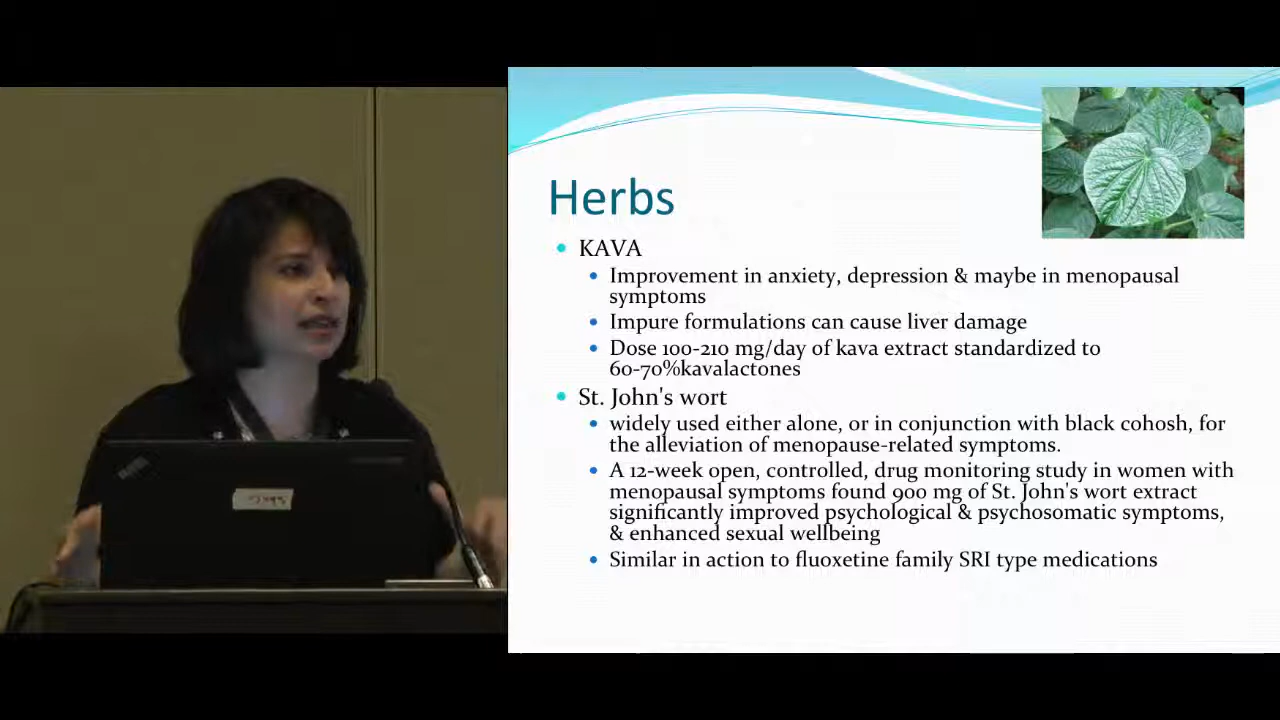 Herbs
KAVA
Improvement in anxiety, depression & maybe in menopausal
symptoms
Impure formulations can cause liver damage
Dose 100-210 mg/day of kava extract standardized to
60-70%kavalactones
St. John's wort
widely used either alone, or in conjunction with black cohosh, for
the alleviation of menopause-related symptoms.
A 12-week open, controlled, drug monitoring study in women with
menopausal symptoms found 900 mg of St. John's wort extract
significantly improved psychological & psychosomatic symptoms,
& enhanced sexual wellbeing
Similar in action to fluoxetine family SRI type medications